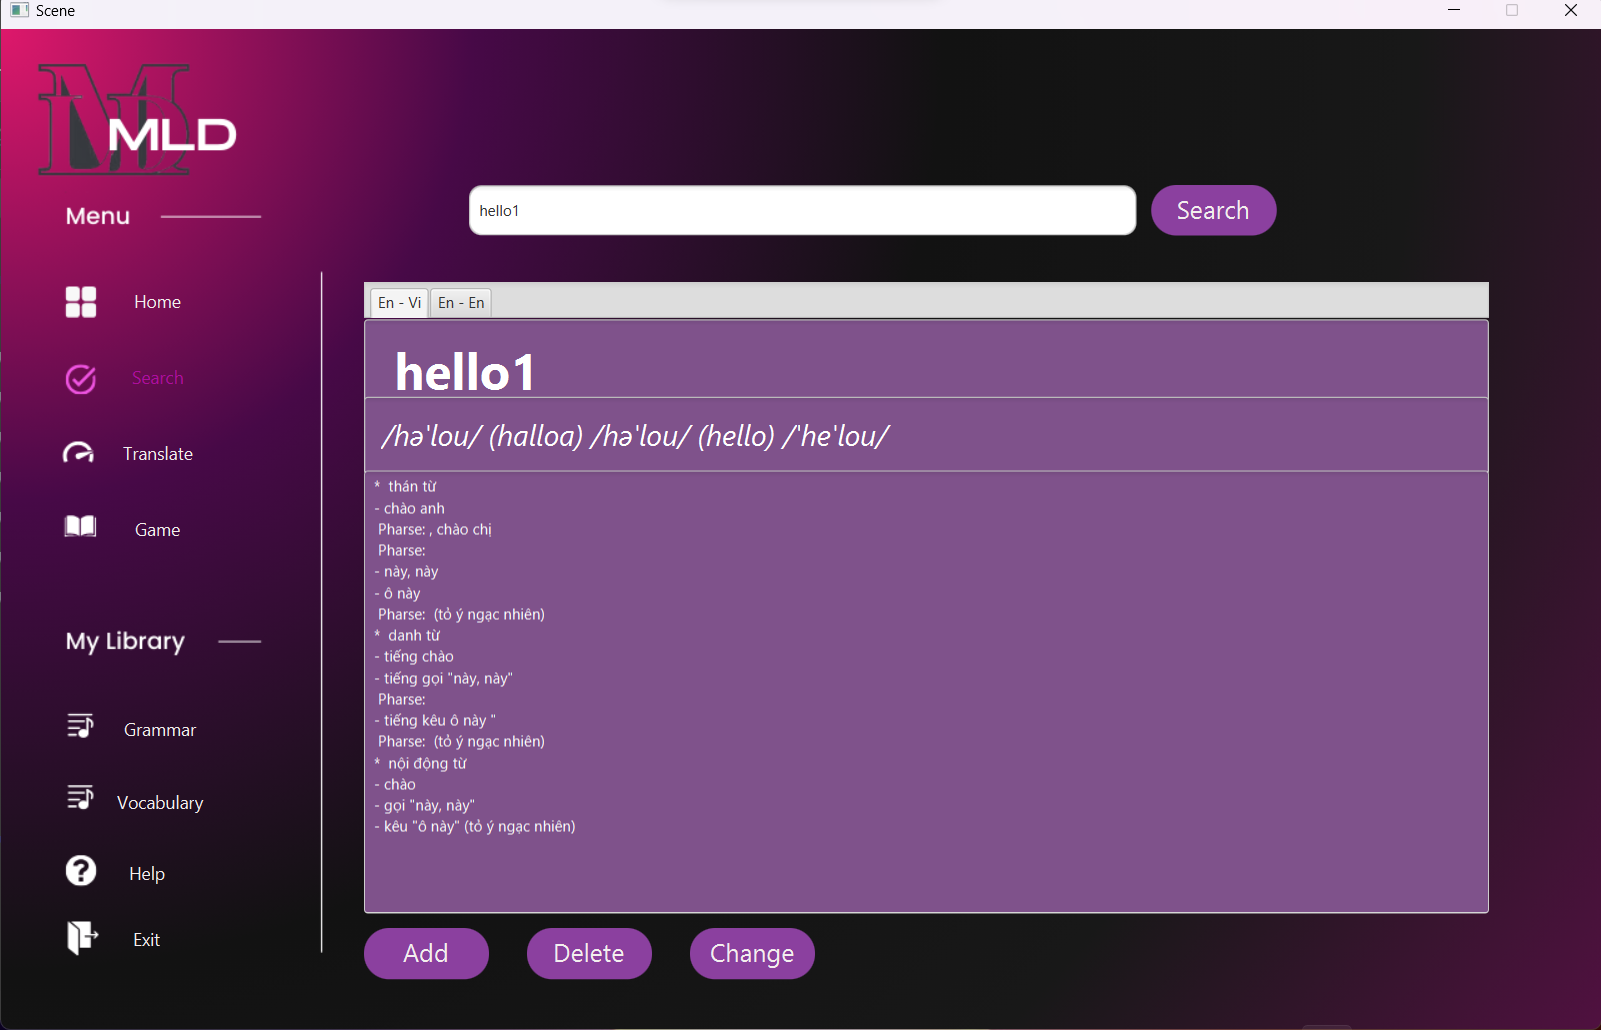 Scene
MLD
Menu
hello1
Search
Home
Search
Translate
Game
My Library
Grammar
Vocabulary
Help
Exit
En - Vi
En - En
hello1
/hə'lou/ (halloa) /hə'lou/ (hello) /'he'lou/
* thán từ
- chào anh
Pharse: , chào chị
Pharse:
- này, này
- ô này
Pharse: (tỏ ý ngạc nhiên)
* danh từ
- tiếng chào
- tiếng gọi "này, này"
Pharse:
- tiếng kêu ô này "
Pharse: (tỏ ý ngạc nhiên)
* nội động từ
- chào
- gọi "này, này"
- kêu "ô này" (tỏ ý ngạc nhiên)
Add
Delete
Change